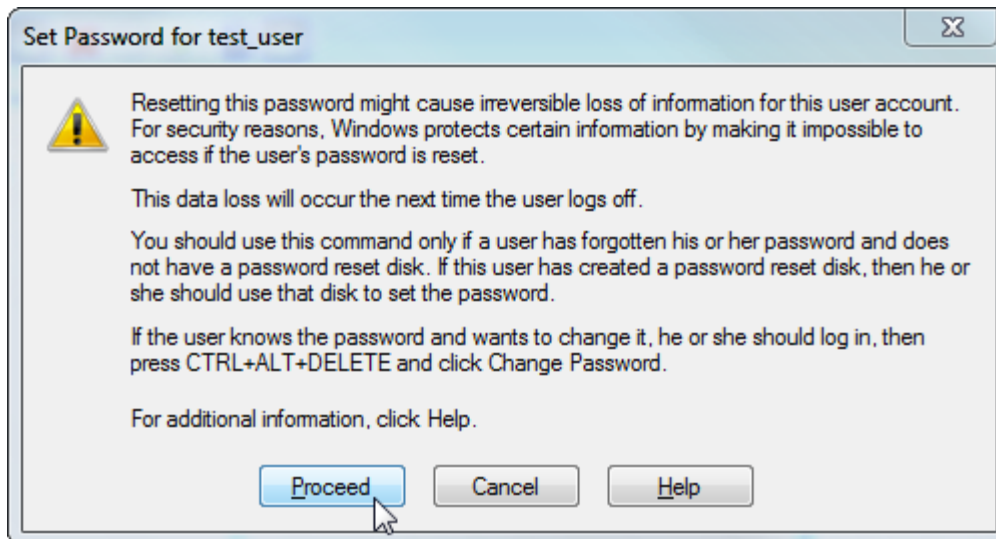 Set Password for test_user
Resetting this password might cause irreversible loss of information for this user account.
For security reasons, Windows protects certain information by making it impossible to
access if the user's password is reset.
This data loss will occur the next time the user logs off.
You should use this command only if a user has forgotten his or her password and does
not have a password reset disk. If this user has created a password reset disk, then he or
she should use that disk to set the password.
If the user knows the password and wants to change it, he or she should log in, then
press CTRL+ALT+DELETE and click Change Password.
For additional information, click Help.
Proceed Cancel Help